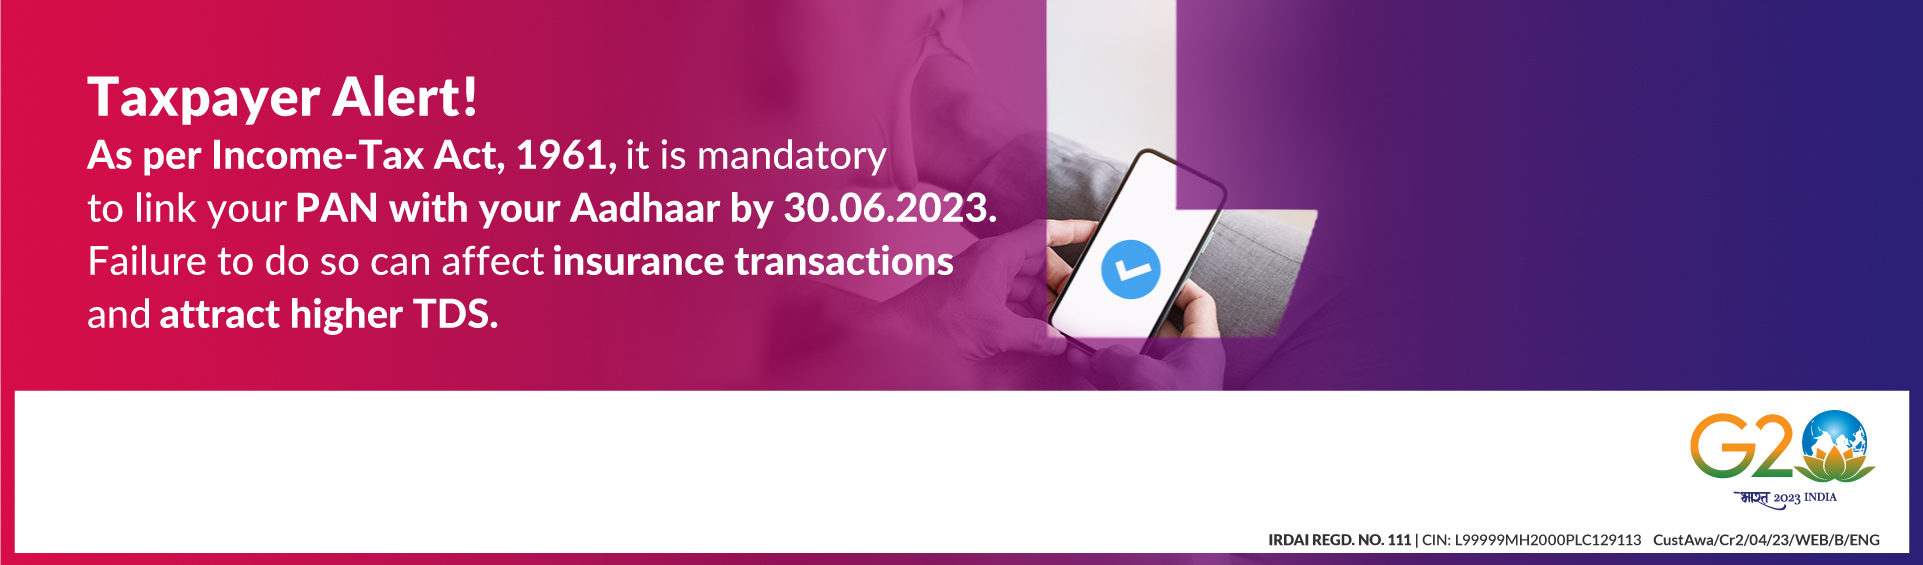 Taxpayer Alert!
As per Income-Tax Act, 1961, it is mandatory
to link your PAN with your Aadhaar by 30.06.2023.
Failure to do so can affect insurance transactions
and attract higher TDS.
G20
भारत 2023 INDIA
IRDAI REGD. NO. 111 | CIN: L99999MH2000PLC129113 CustAwa/Cr2/04/23/WEB/B/ENG